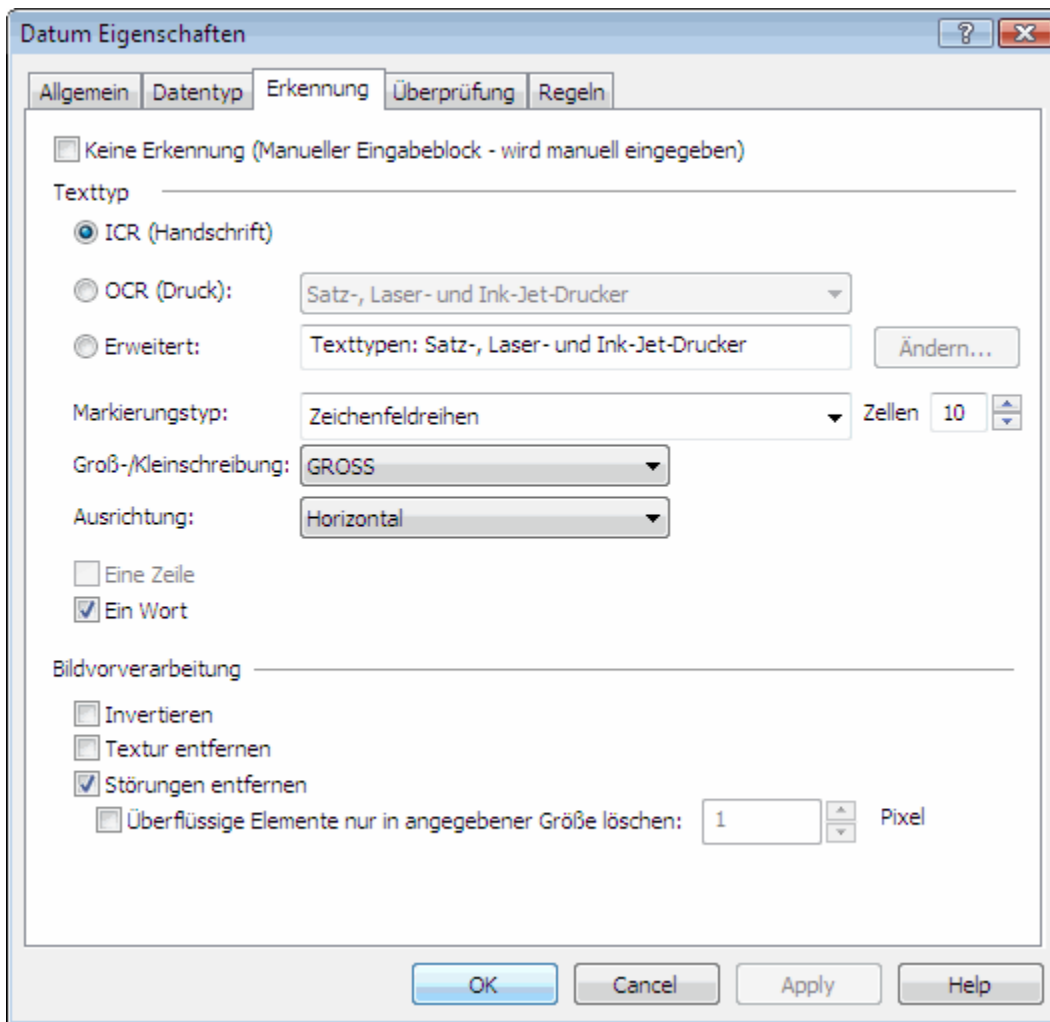 Datum Eigenschaften
Allgemein Datentyp Erkennung Überprüfung Regeln
Keine Erkennung (Manueller Eingabeblock - wird manuell eingegeben)
Texttyp
ICR (Handschrift)
OCR (Druck): Satz-, Laser- und Ink-Jet-Drucker
Erweitert: Texttypen: Satz-, Laser- und Ink-Jet-Drucker Ändern...
Markierungstyp: Zeichenfeldreihen Zellen 10
Groß-/Kleinschreibung: GROSS
Ausrichtung: Horizontal
Eine Zeile
Ein Wort
Bildvorverarbeitung
Invertieren
Textur entfernen
Störungen entfernen
Überflüssige Elemente nur in angegebener Größe löschen: 1 Pixel
OK Cancel Apply Help